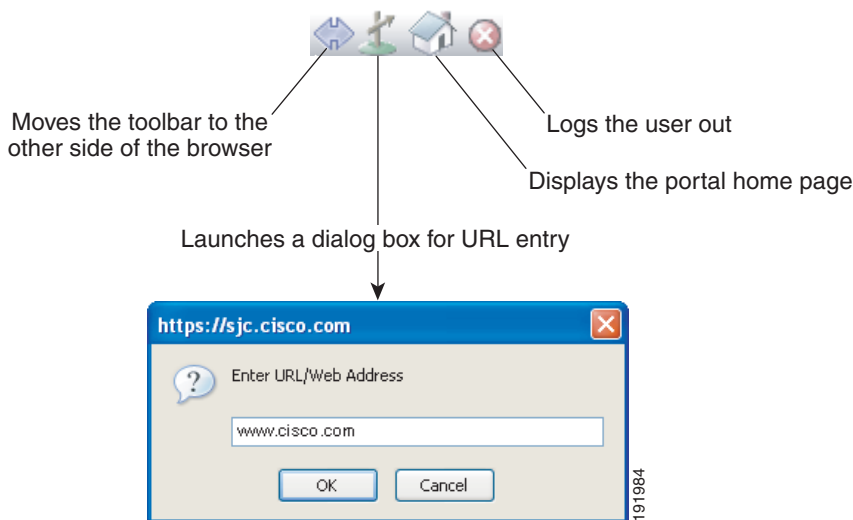 Moves the toolbar to the
other side of the browser
Logs the user out
Displays the portal home page
Launches a dialog box for URL entry
https://sjc.cisco.com
Enter URL/Web Address
www.cisco.com
OK
Cancel
191984